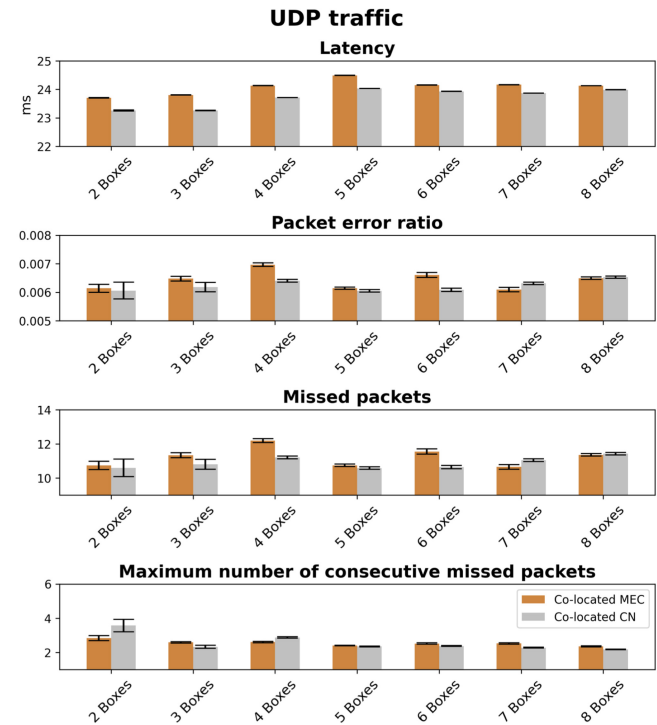 UDP traffic
Latency
ms
25
24
23
22
2 Boxes
3 Boxes
4 Boxes
5 Boxes
6 Boxes
7 Boxes
8 Boxes
Packet error ratio
0.008
0.007
0.006
0.005
2 Boxes
3 Boxes
4 Boxes
5 Boxes
6 Boxes
7 Boxes
8 Boxes
Missed packets
14
12
10
2 Boxes
3 Boxes
4 Boxes
5 Boxes
6 Boxes
7 Boxes
8 Boxes
Maximum number of consecutive missed packets
6
4
2
Co-located MEC
Co-located CN
2 Boxes
3 Boxes
4 Boxes
5 Boxes
6 Boxes
7 Boxes
8 Boxes